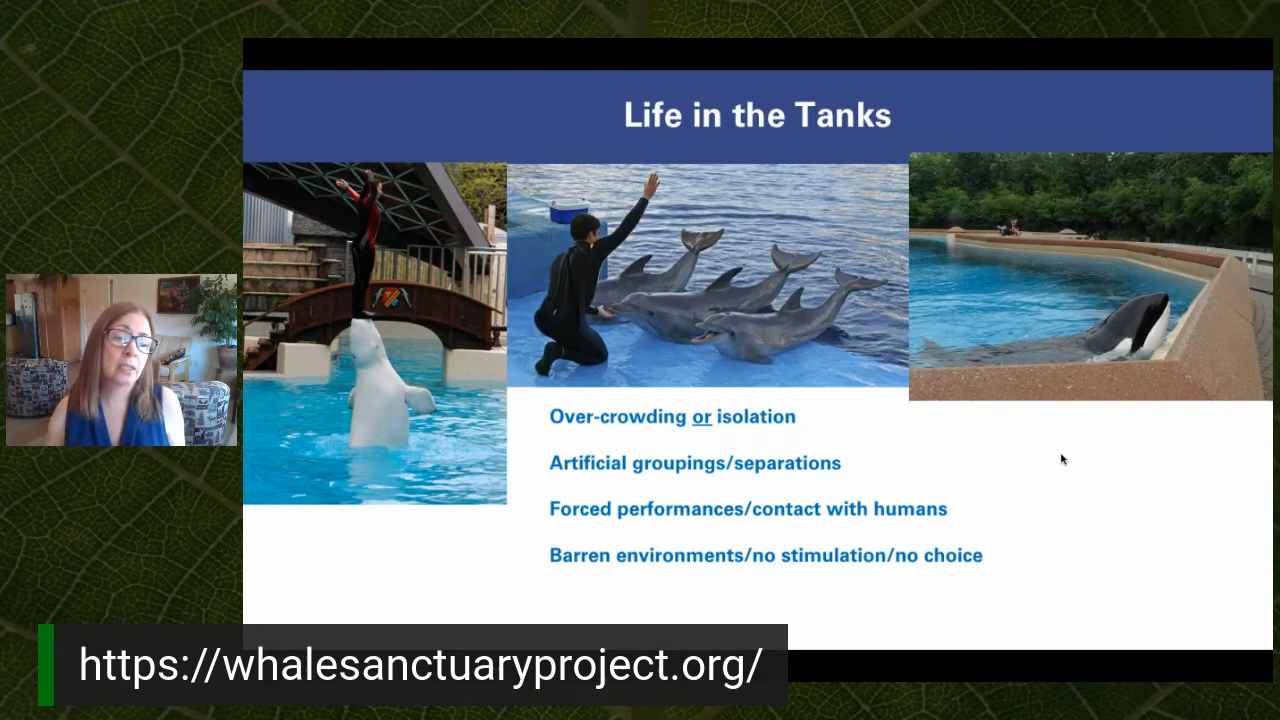 Life in the Tanks
Over-crowding or isolation
Artificial groupings/separations
Forced performances/contact with humans
Barren environments/no stimulation/no choice
https://whalesanctuaryproject.org/